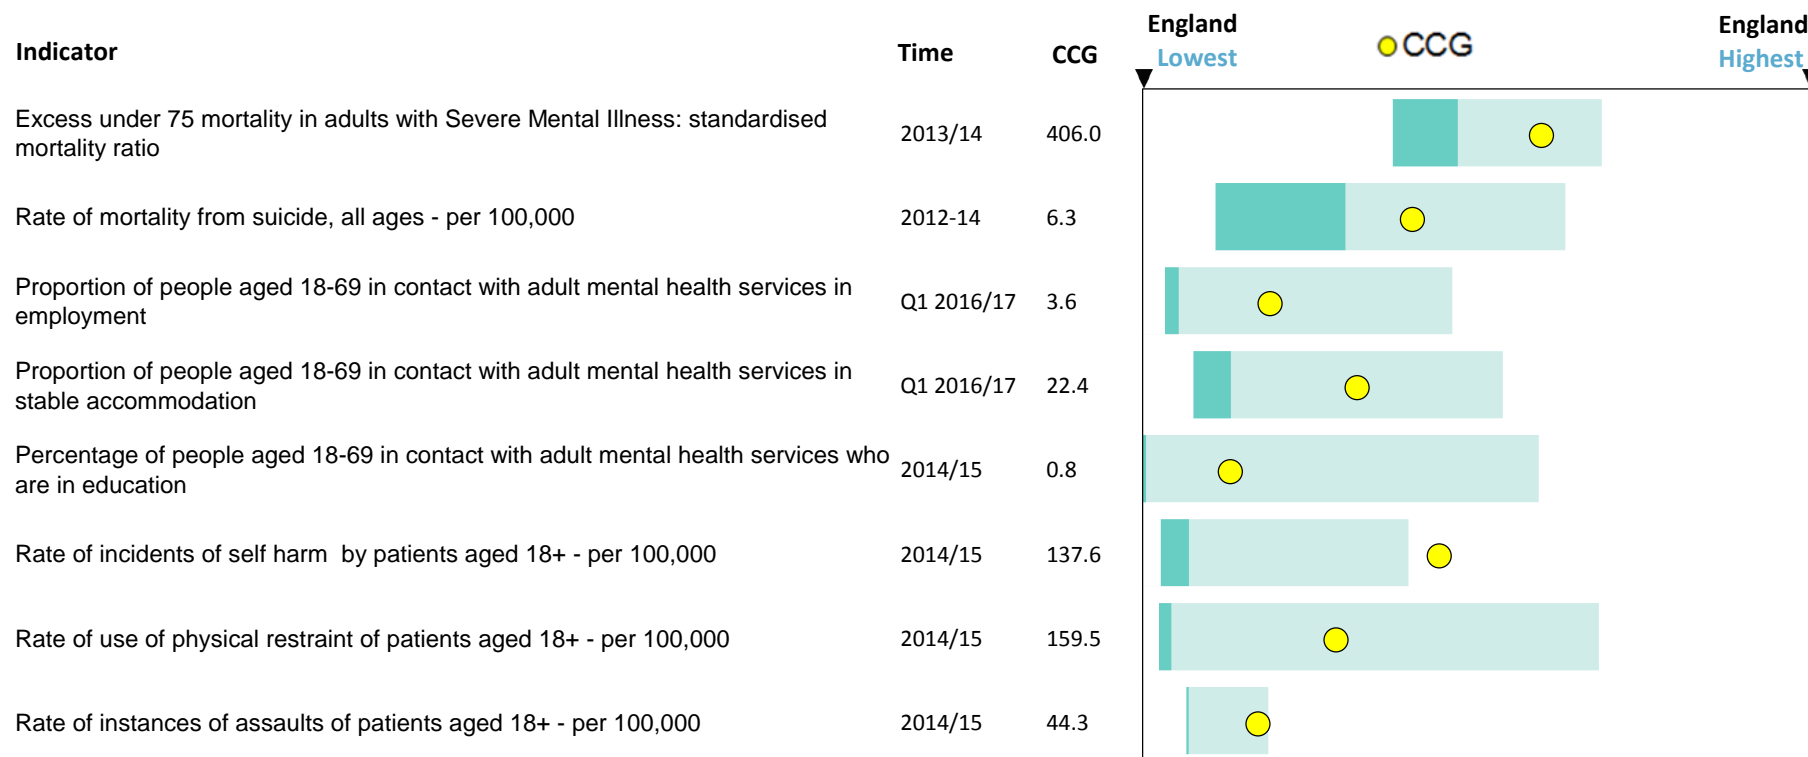 England England
Indicator Time CCG CCG
Lowest Highest
Excess under 75 mortality in adults with Severe Mental Illness: standardised
mortality ratio
2013/14 406.0
Rate of mortality from suicide, all ages - per 100,000 2012-14 6.3
Proportion of people aged 18-69 in contact with adult mental health services in
employment
Q1 2016/17 3.6
Proportion of people aged 18-69 in contact with adult mental health services in
stable accommodation
Q1 2016/17 22.4
Percentage of people aged 18-69 in contact with adult mental health services who
are in education
2014/15 0.8
Rate of incidents of self harm  by patients aged 18+ - per 100,000 2014/15 137.6
Rate of use of physical restraint of patients aged 18+ - per 100,000 2014/15 159.5
Rate of instances of assaults of patients aged 18+ - per 100,000 2014/15 44.3